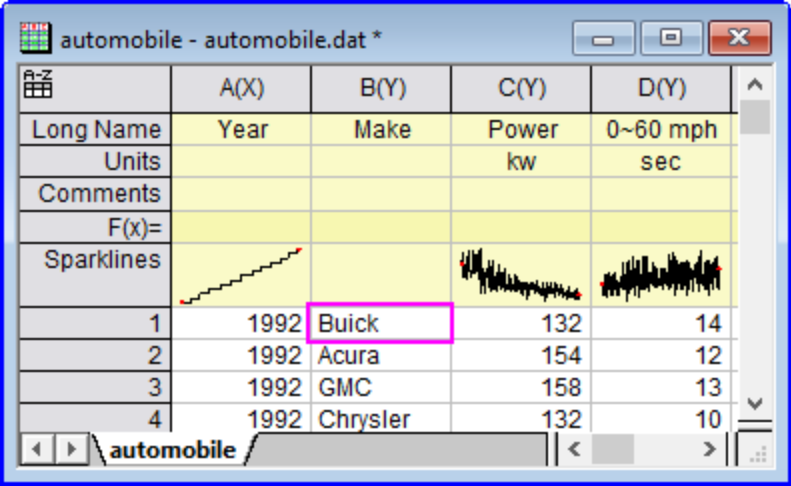 automobile - automobile.dat *
A-Z A(X) B(Y) C(Y) D(Y)
Long Name Year Make Power 0~60 mph
Units kw sec
Comments
F(x)=
Sparklines
1 1992 Buick 132 14
2 1992 Acura 154 12
3 1992 GMC 158 13
4 1992 Chrysler 132 10
automobile